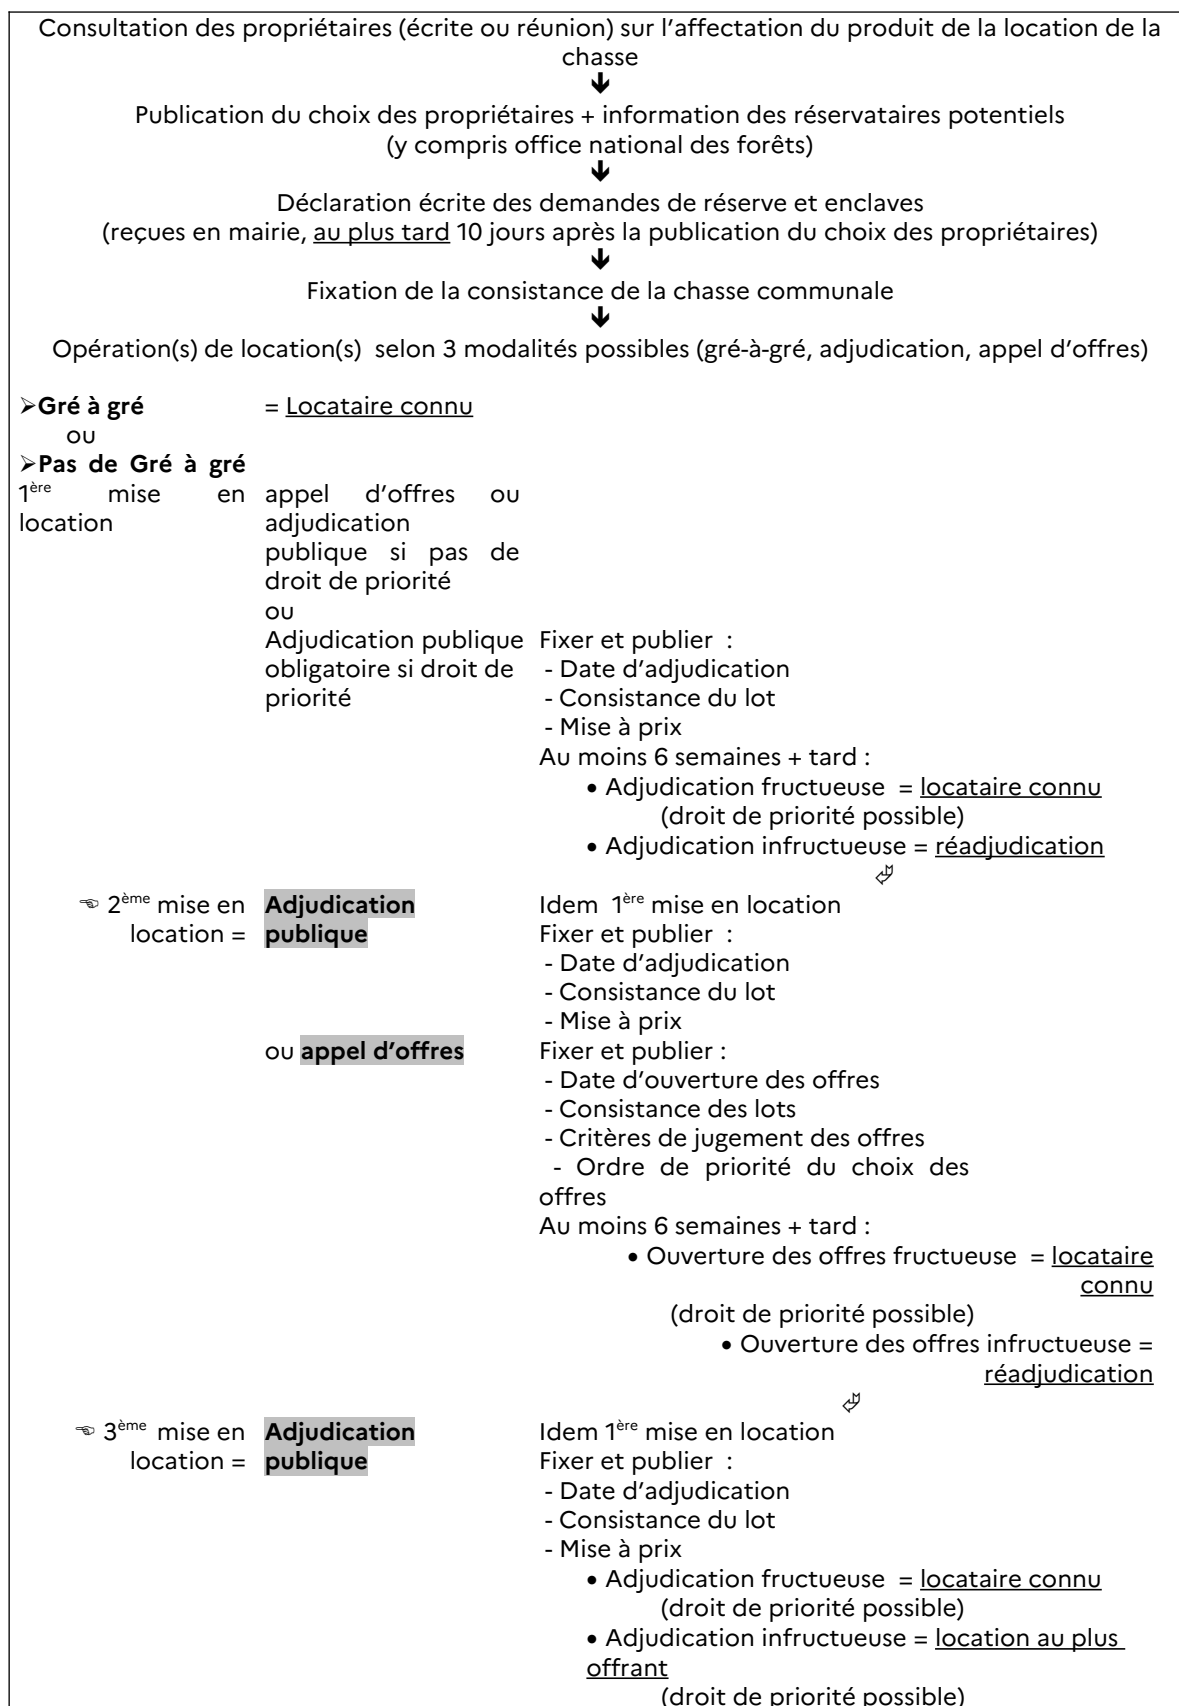 Consultation des propriétaires (écrite ou réunion) sur l'affectation du produit de la location de la
chasse
🡻
Publication du choix des propriétaires + information des réservataires potentiels
(y compris office national des forêts)
🡻
Déclaration écrite des demandes de réserve et enclaves
(reçues en mairie, au plus tard 10 jours après la publication du choix des propriétaires)
🡻
Fixation de la consistance de la chasse communale
🡻
Opération(s) de location(s) selon 3 modalités possibles (gré-à-gré, adjudication, appel d'offres)
➢Gré à gré = Locataire connu
ou
➢Pas de Gré à gré
1ère mise en location
appel d'offres ou
adjudication
publique si pas de
droit de priorité
ou
Adjudication publique
obligatoire si droit de
priorité
Fixer et publier :
- Date d'adjudication
- Consistance du lot
- Mise à prix
Au moins 6 semaines + tard :
• Adjudication fructueuse = locataire connu
(droit de priorité possible)
• Adjudication infructueuse = réadjudication
☜ 2ème mise en
location =
Adjudication
publique
Idem 1ère mise en location
Fixer et publier :
- Date d'adjudication
- Consistance du lot
- Mise à prix
ou appel d'offres
Fixer et publier :
- Date d'ouverture des offres
- Consistance des lots
- Critères de jugement des offres
- Ordre de priorité du choix des
offres
Au moins 6 semaines + tard :
• Ouverture des offres fructueuse = locataire
connu
(droit de priorité possible)
• Ouverture des offres infructueuse =
réadjudication
☜ 3ème mise en
location =
Adjudication
publique
Idem 1ère mise en location
Fixer et publier :
- Date d'adjudication
- Consistance du lot
- Mise à prix
• Adjudication fructueuse = locataire connu
(droit de priorité possible)
• Adjudication infructueuse = location au plus
offrant
(droit de priorité possible)